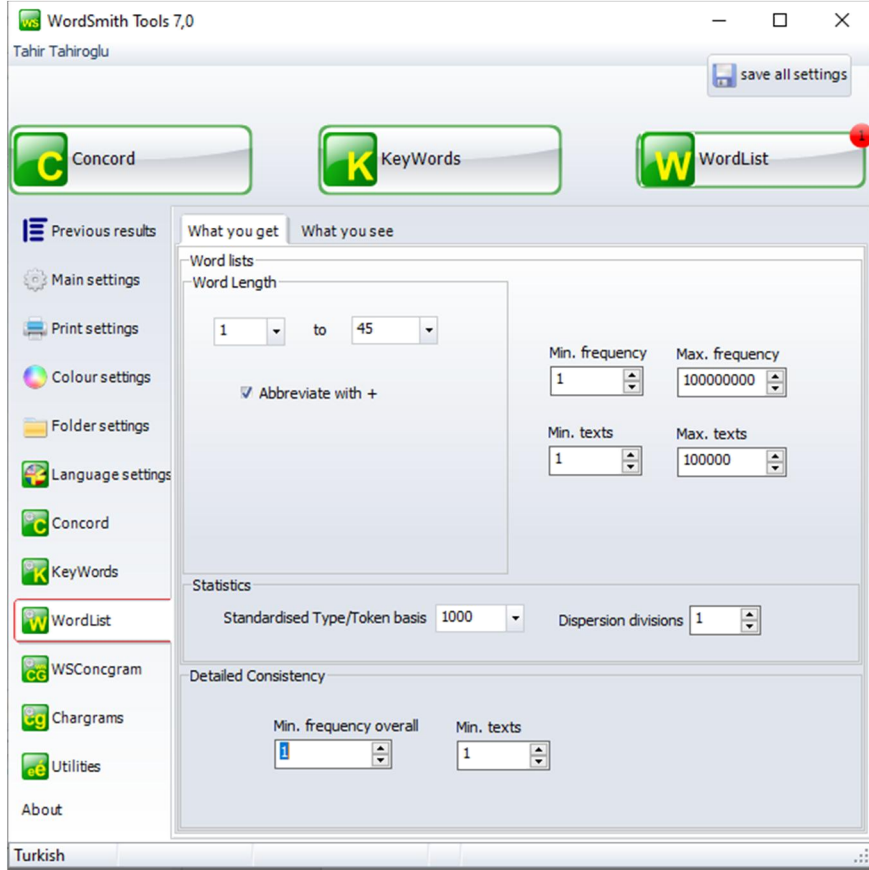 WordSmith Tools 7,0
Tahir Tahiroglu
save all settings
Concord
KeyWords
WordList
1
Previous results
Main settings
Print settings
Colour settings
Folder settings
Language settings
Concord
KeyWords
WordList
WSConcgram
Chargrams
Utilities
About
What you get What you see
Word lists
Word Length
1 to 45
Abbreviate with +
Min. frequency Max. frequency
1 100000000
Min. texts Max. texts
1 100000
Statistics
Standardised Type/Token basis 1000 Dispersion divisions 1
Detailed Consistency
Min. frequency overall Min. texts
1 1
Turkish